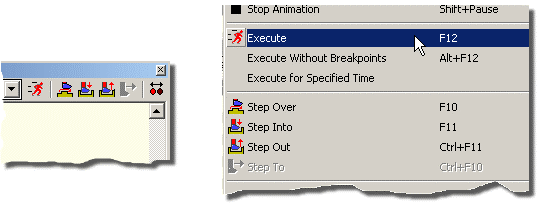 Stop Animation Shift+Pause
Execute F12
Execute Without Breakpoints Alt+F12
Execute for Specified Time
Step Over F10
Step Into F11
Step Out Ctrl+F11
Step To Ctrl+F10